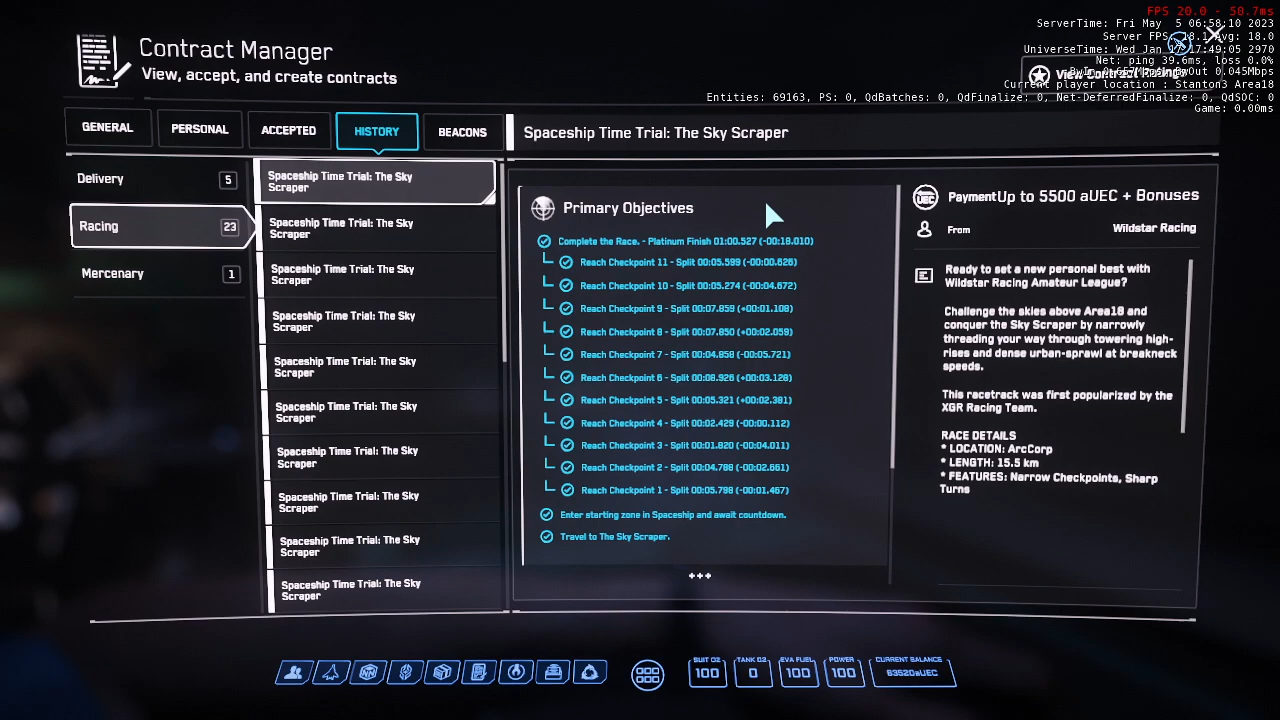 FPS 20.0 - 50.7ms
ServerTime: Fri May 5 06:58:10 2023
Server FPS:
avg: 18.0
UniverseTime: Wed Jan
17:49:05 2970
Net: ping 39.6ms, loss 0.0%
BwOut 0.045Mbps
View Contract
Current player location : Stanton3 Area18
Entities: 69163, PS: 0, QdBatches: 0, QdFinalize: 0, Net-DeferredFinalize: 0, QdSOC: 0
Game: 0.00ms
Contract Manager
View, accept, and create contracts
GENERAL
PERSONAL
ACCEPTED
HISTORY
BEACONS
Delivery
5
Racing
23
Mercenary
1
Spaceship Time Trial: The Sky
Scraper
Spaceship Time Trial: The Sky
Scraper
Spaceship Time Trial: The Sky
Scraper
Spaceship Time Trial: The Sky
Scraper
Spaceship Time Trial: The Sky
Scraper
Spaceship Time Trial: The Sky
Scraper
Spaceship Time Trial: The Sky
Scraper
Spaceship Time Trial: The Sky
Scraper
Spaceship Time Trial: The Sky
Scraper
Spaceship Time Trial: The Sky
Scraper
Spaceship Time Trial: The Sky Scraper
Primary Objectives
Complete the Race. - Platinum Finish 01:00.527 (-00:18.010)
Reach Checkpoint 11 - Split 00:05.599 (-00:00.626)
Reach Checkpoint 10 - Split 00:05.274 (-00:04.672)
Reach Checkpoint 9 - Split 00:07.859 (+00:01.108)
Reach Checkpoint 8 - Split 00:07.850 (+00:02.059)
Reach Checkpoint 7 - Split 00:04.858 (-00:05.721)
Reach Checkpoint 6 - Split 00:08.926 (+00:03.128)
Reach Checkpoint 5 - Split 00:05.321 (+00:02.381)
Reach Checkpoint 4 - Split 00:02.429 (-00:00.112)
Reach Checkpoint 3 - Split 00:01.820 (-00:04.011)
Reach Checkpoint 2 - Split 00:04.788 (-00:02.661)
Reach Checkpoint 1 - Split 00:05.798 (-00:01.467)
Enter starting zone in Spaceship and await countdown.
Travel to The Sky Scraper.
UEC
Payment Up to 5500 aUEC + Bonuses
From
Wildstar Racing
Ready to set a new personal best with
Wildstar Racing Amateur League?
Challenge the skies above Area18 and
conquer the Sky Scraper by narrowly
threading your way through towering high-
rises and dense urban-sprawl at breakneck
speeds.
This racetrack was first popularized by the
XGR Racing Team.
RACE DETAILS
* LOCATION: ArcCorp
* LENGTH: 15.5 km
* FEATURES: Narrow Checkpoints, Sharp
Turns
SUIT O2
100
TANK O2
0
EVA FUEL
100
POWER
100
CURRENT BALANCE
63520aUEC